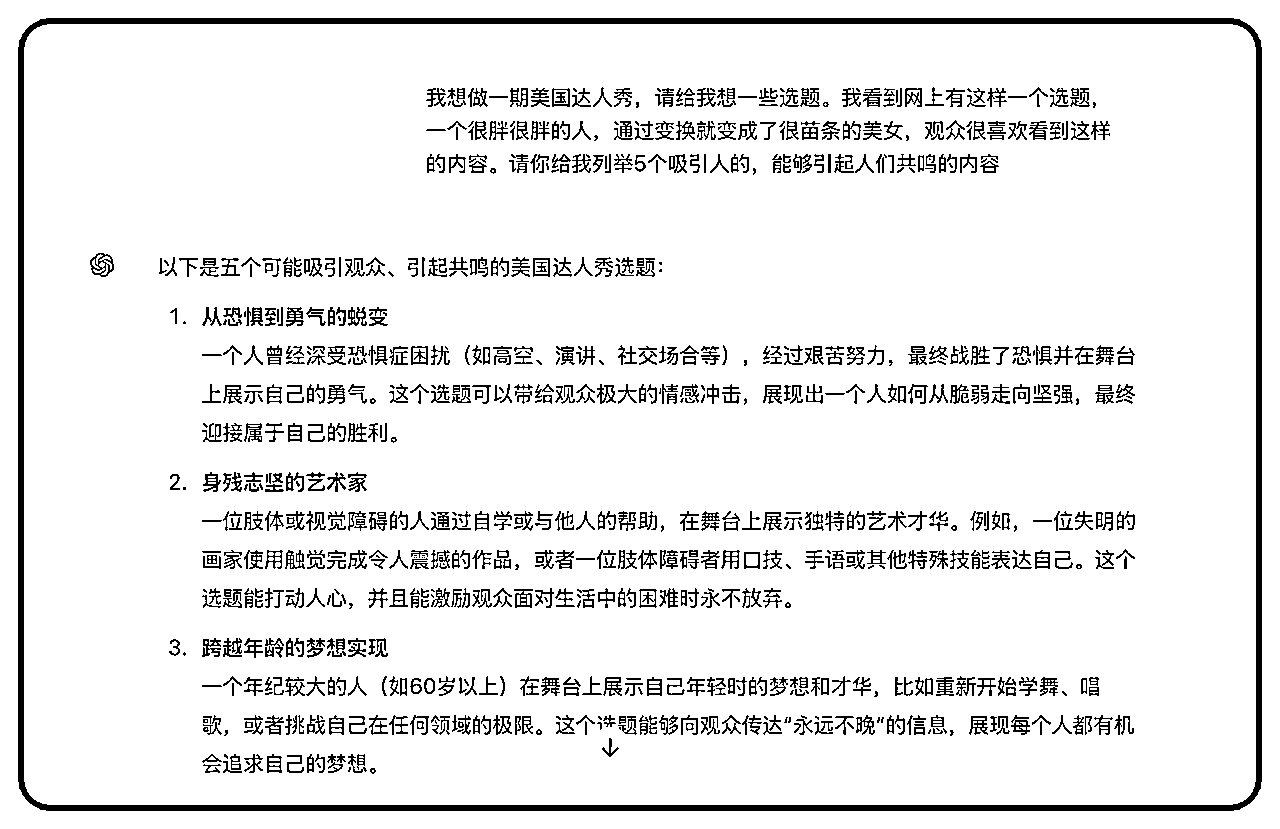 我想做一期美国达人秀，请给我想一些选题。我看到网上有这样一个选题，
一个很胖很胖的人，通过变换就变成了很苗条的美女，观众很喜欢看到这样
的内容。请你给我列举5个吸引人的，能够引起人们共鸣的内容
以下是五个可能吸引观众、引起共鸣的美国达人秀选题：
1. 从恐惧到勇气的蜕变
一个人曾经深受恐惧症困扰（如高空、演讲、社交场合等），经过艰苦努力，最终战胜了恐惧并在舞台
上展示自己的勇气。这个选题可以带给观众极大的情感冲击，展现出一个人如何从脆弱走向坚强，最终
迎接属于自己的胜利。
2. 身残志坚的艺术家
一位肢体或视觉障碍的人通过自学或与他人的帮助，在舞台上展示独特的艺术才华。例如，一位失明的
画家使用触觉完成令人震撼的作品，或者一位肢体障碍者用口技、手语或其他特殊技能表达自己。这个
选题能打动人心，并且能激励观众面对生活中的困难时永不放弃。
3. 跨越年龄的梦想实现
一个年纪较大的人（如60岁以上）在舞台上展示自己年轻时的梦想和才华，比如重新开始学舞、唱
歌，或者挑战自己在任何领域的极限。这个选题能够向观众传达“永远不晚”的信息，展现每个人都有机
会追求自己的梦想。